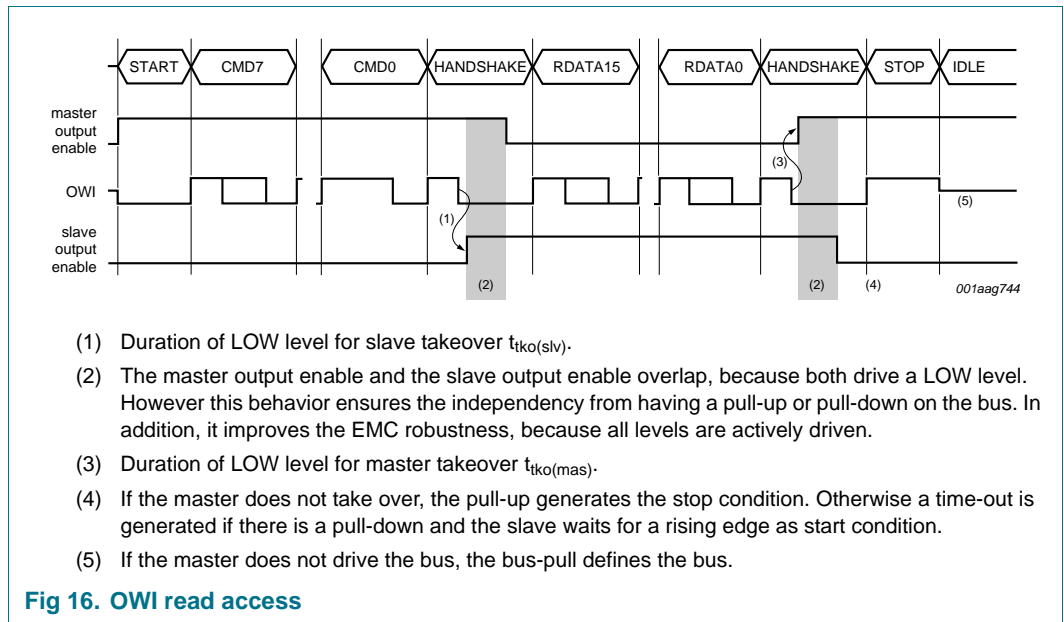 START CMD7 CMD0 HANDSHAKE RDATA15 RDATA0 HANDSHAKE STOP IDLE
master
output
enable
(3)
OWI
(1)
(5)
slave
output
enable
(2) (2) (4) 001aag744
(1) Duration of LOW level for slave takeover ttko(slv).
(2) The master output enable and the slave output enable overlap, because both drive a LOW level.
However this behavior ensures the independency from having a pull-up or pull-down on the bus. In
addition, it improves the EMC robustness, because all levels are actively driven.
(3) Duration of LOW level for master takeover ttko(mas).
(4) If the master does not take over, the pull-up generates the stop condition. Otherwise a time-out is
generated if there is a pull-down and the slave waits for a rising edge as start condition.
(5) If the master does not drive the bus, the bus-pull defines the bus.
Fig 16. OWI read access